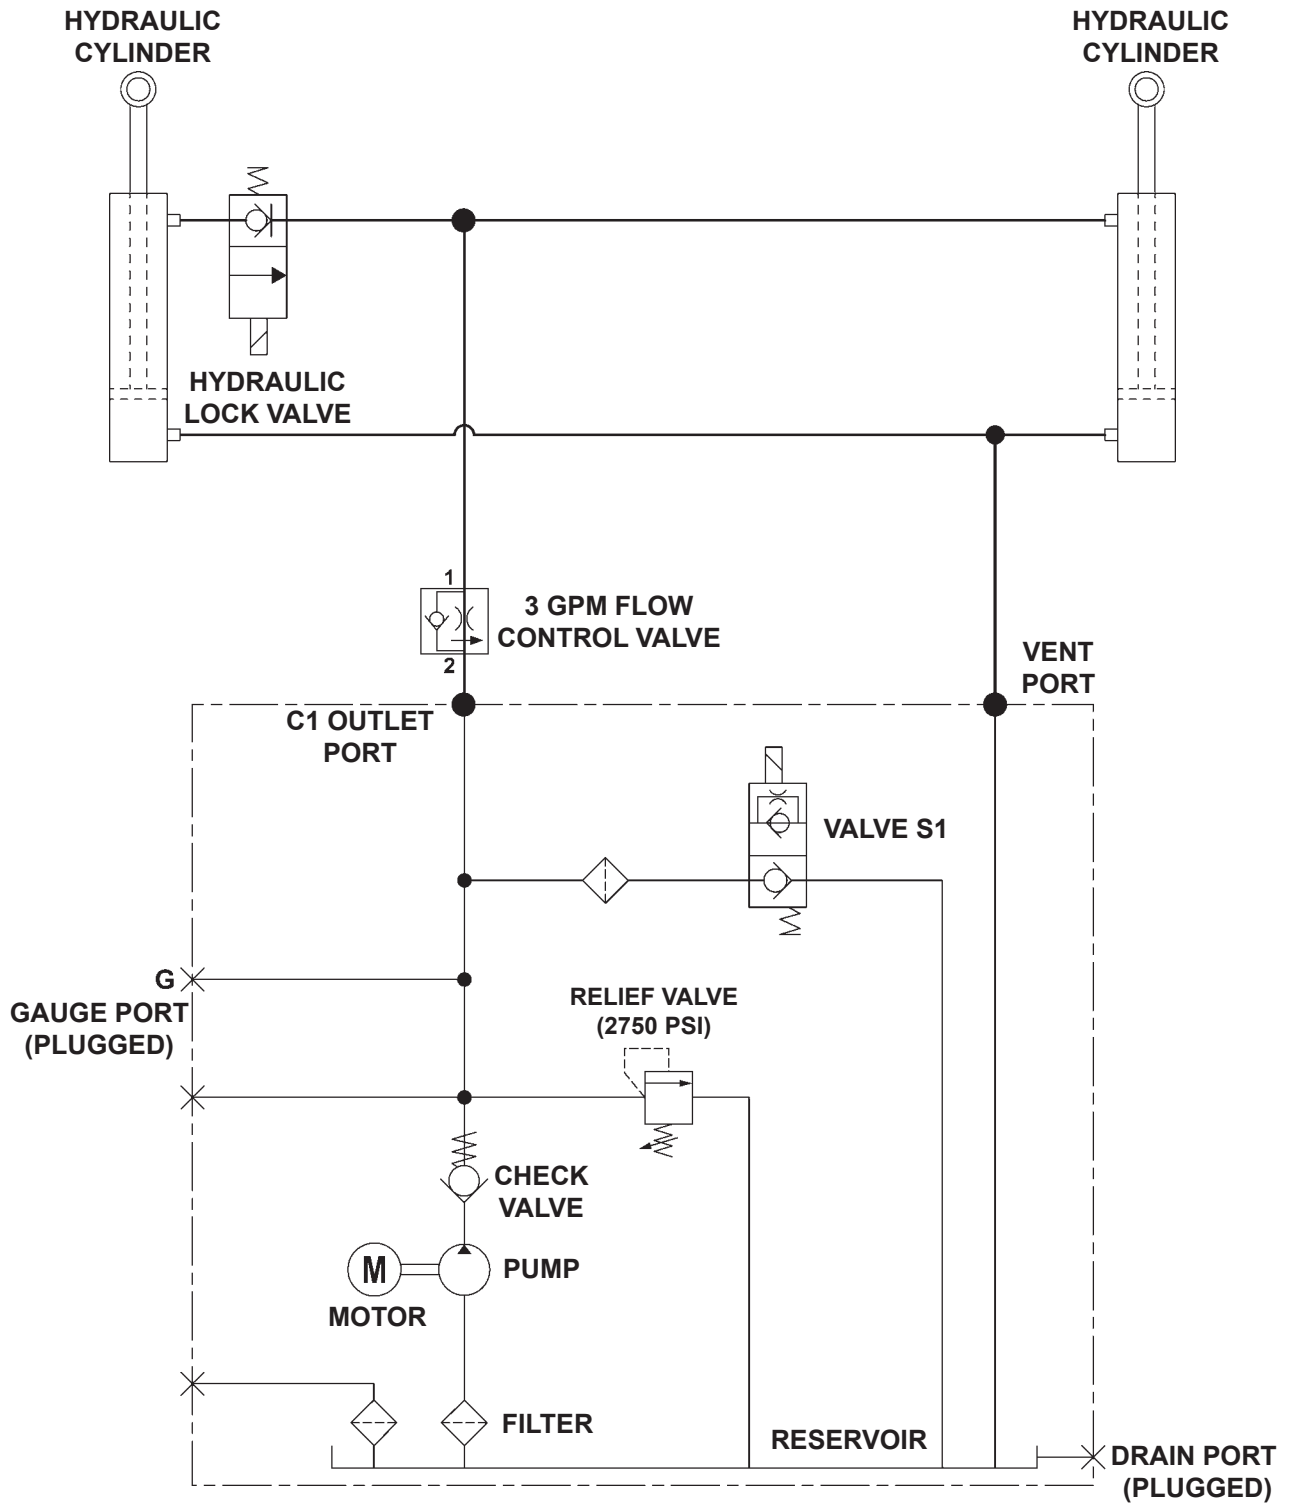 HYDRAULIC
CYLINDER
HYDRAULIC
CYLINDER
HYDRAULIC
LOCK VALVE
1
3 GPM FLOW
CONTROL VALVE
2
VENT
PORT
C1 OUTLET
PORT
VALVE S1
G
GAUGE PORT
(PLUGGED)
RELIEF VALVE
(2750 PSI)
CHECK
VALVE
M
PUMP
MOTOR
FILTER
RESERVOIR
DRAIN PORT
(PLUGGED)